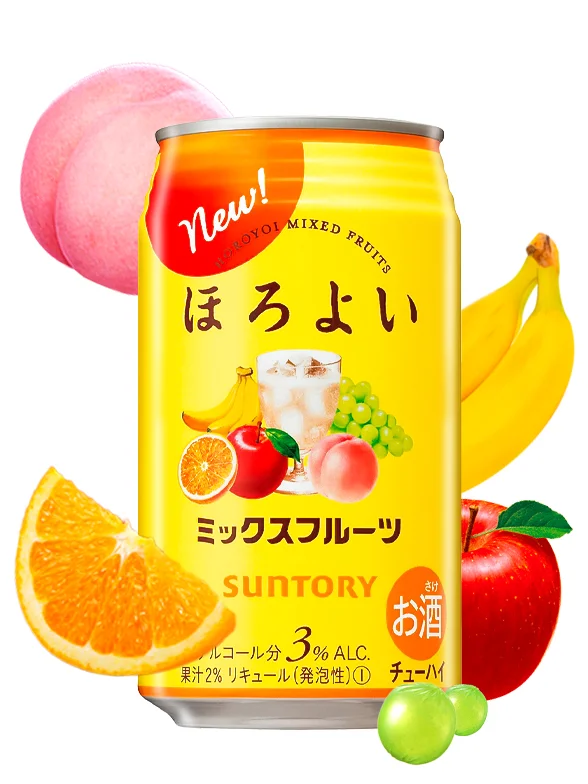 New!
HOROYOI MIXED FRUITS
ほろよい
ミックスフルーツ
SUNTORY
さけ
お酒
アルコール分 3% ALC.
果汁2% リキュール(発泡性)①
チューハイ